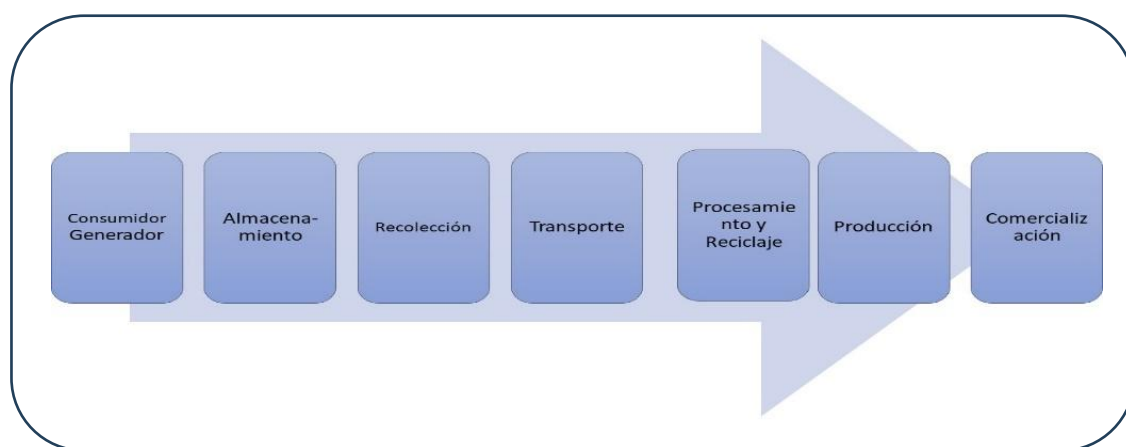 Consumidor
Generador
Almacena-
miento
Recolección
Transporte
Procesamie
nto y
Reciclaje
Producción
Comercializ
ación